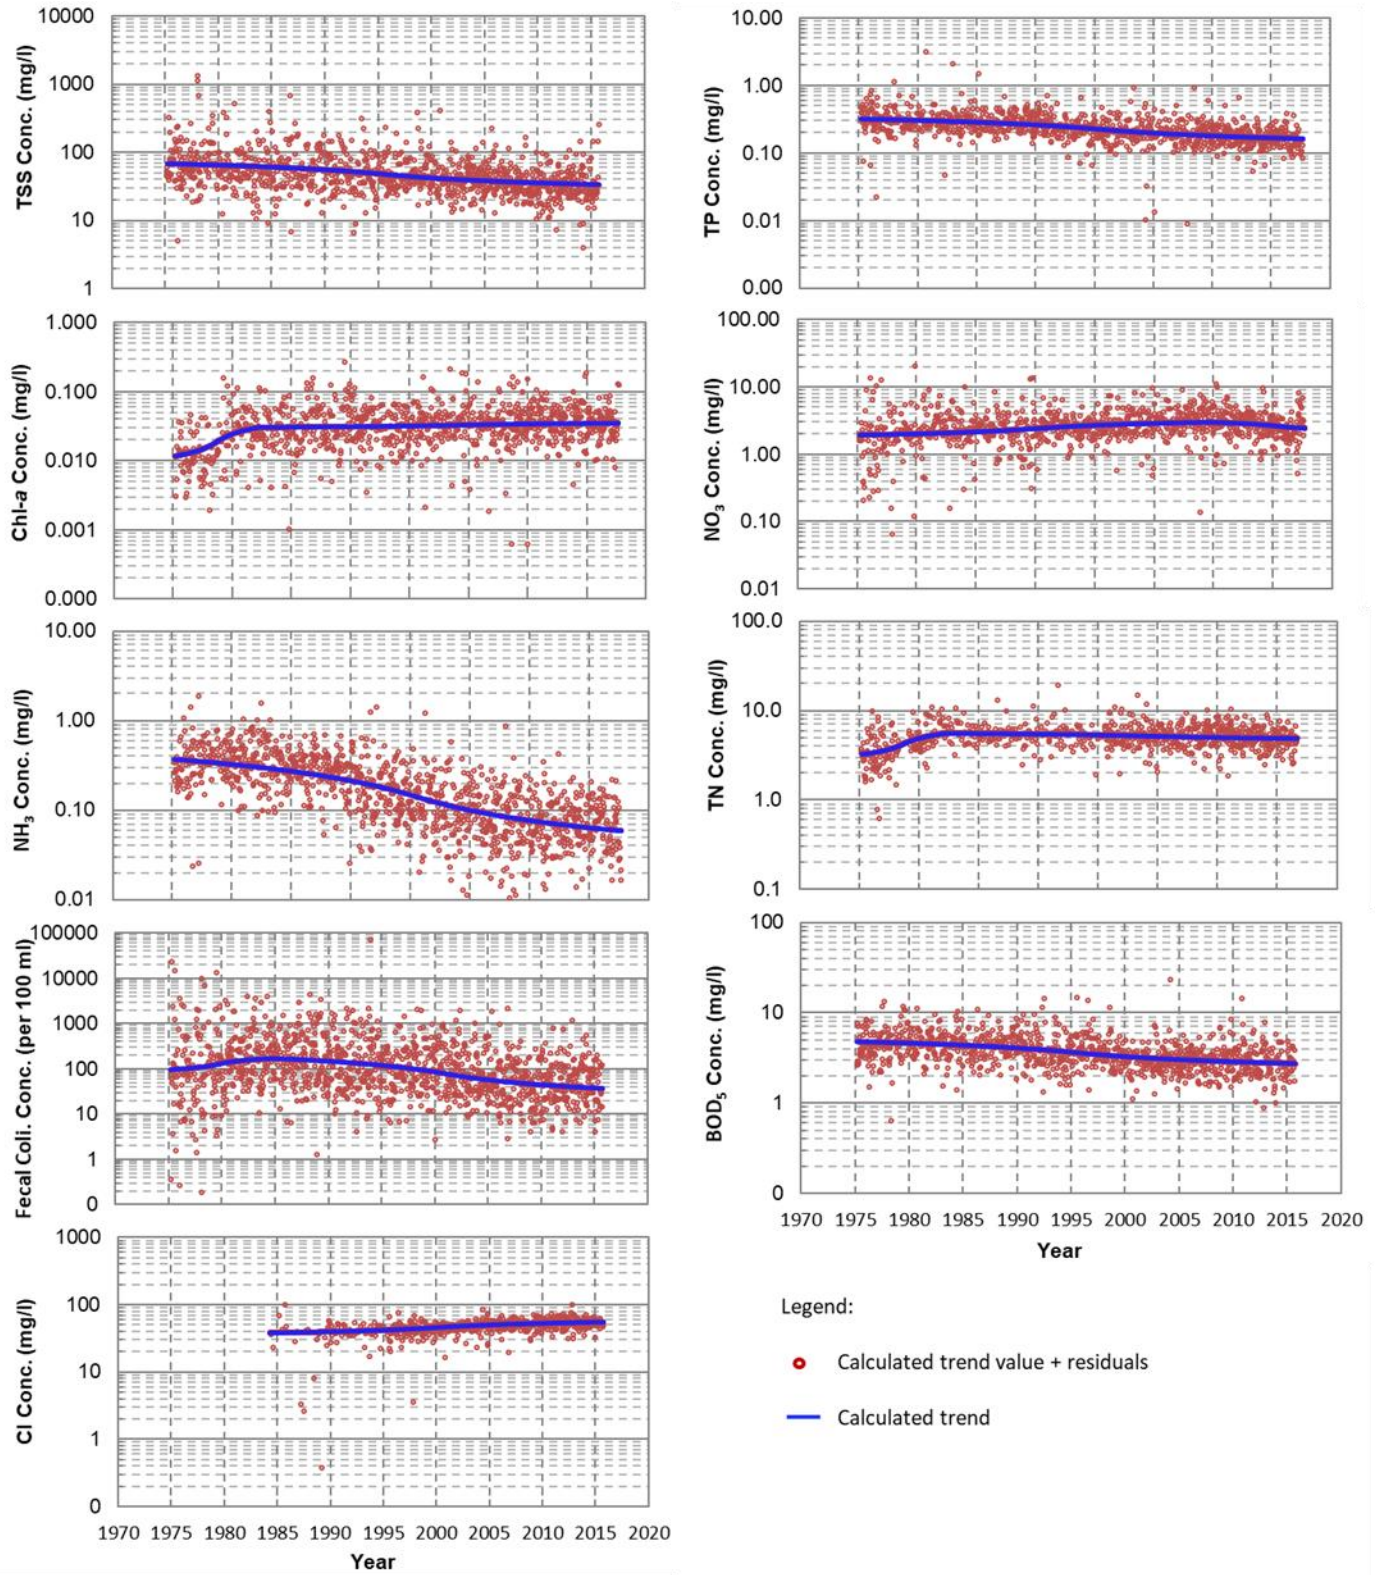 TSS Conc. (mg/l)
10000
1000
100
10
1
TP Conc. (mg/l)
10.00
1.00
0.10
0.01
0.00
Chl-a Conc. (mg/l)
1.000
0.100
0.010
0.001
0.000
NO3 Conc. (mg/l)
100.00
10.00
1.00
0.10
0.01
NH3 Conc. (mg/l)
10.00
1.00
0.10
0.01
TN Conc. (mg/l)
100.0
10.0
1.0
0.1
Fecal Coli. Conc. (per 100 ml)
100000
10000
1000
100
10
1
0
BOD5 Conc. (mg/l)
100
10
1
0
1970 1975 1980 1985 1990 1995 2000 2005 2010 2015 2020
Year
Cl Conc. (mg/l)
1000
100
10
1
0
1970 1975 1980 1985 1990 1995 2000 2005 2010 2015 2020
Year
Legend:
Calculated trend value + residuals
Calculated trend